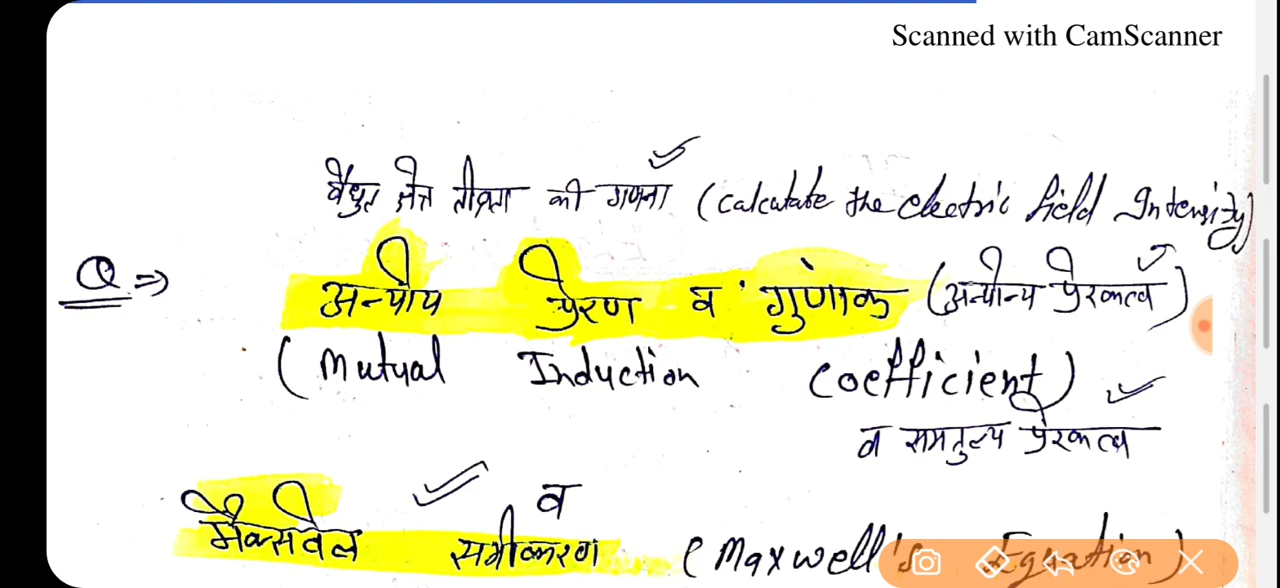 Scanned with CamScanner
वैधुत क्षेत्र तीव्रता की गणना (Calculate the electric field Intensity)
Q ⇒ अन्योय प्रेरण व गुणांक (अन्योन्य प्रेरकत्व)
(Mutual Induction Coefficient)
व समतुल्य प्रेरकत्व
व
मैक्सवेल समीकरण (Maxwell's Equation)